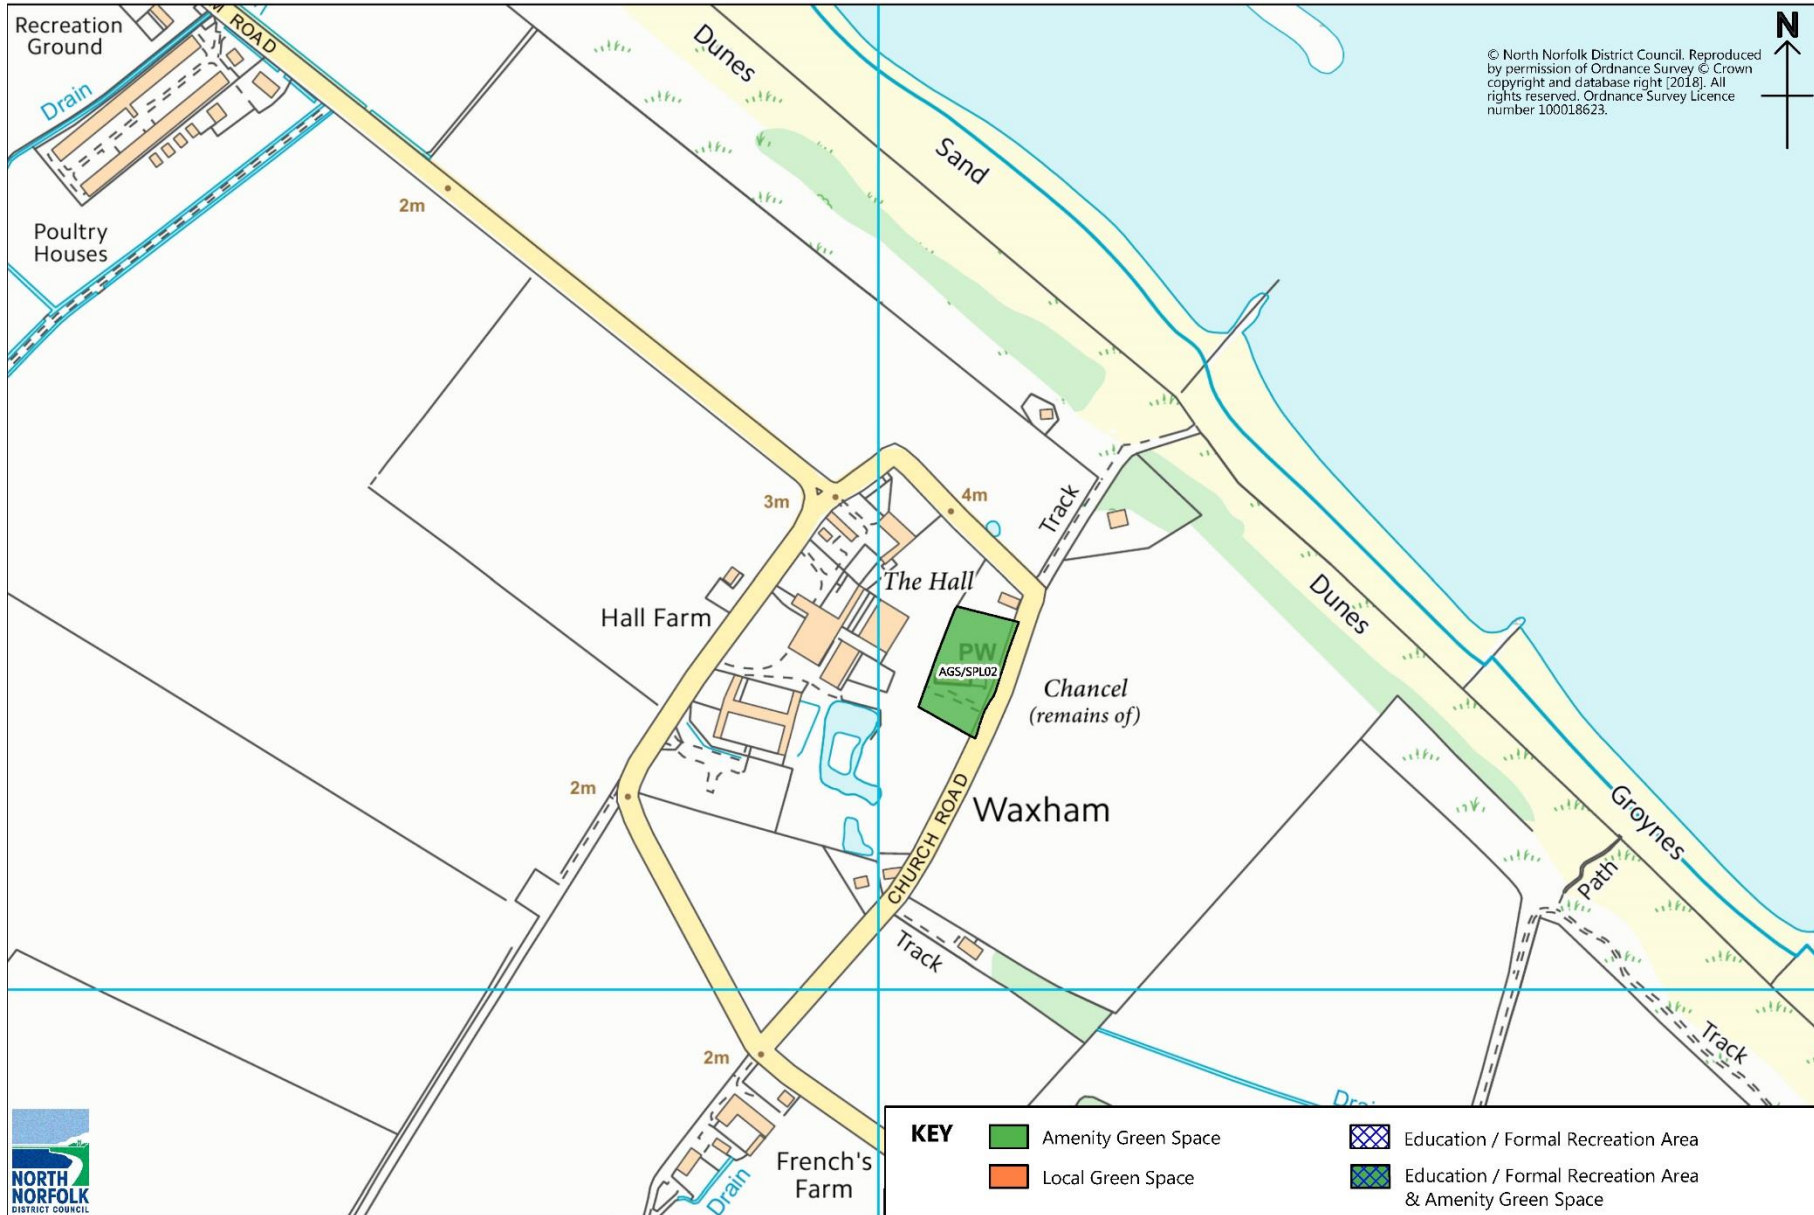 Recreation
Ground
M ROAD
Drain
Poultry
Houses
2m
Dunes
Sand
N
© North Norfolk District Council. Reproduced
by permission of Ordnance Survey © Crown
copyright and database right [2018]. All
rights reserved. Ordnance Survey Licence
number 100018623.
3m
4m
Track
The Hall
Hall Farm
PW
AGS/SPL02
Chancel
(remains of)
Dunes
2m
CHURCH ROAD
Waxham
Groynes
Path
Track
Track
2m
French's
Farm
Drain
NORTH
NORFOLK
DISTRICT COUNCIL
KEY
Amenity Green Space
Local Green Space
Education / Formal Recreation Area
Education / Formal Recreation Area
& Amenity Green Space